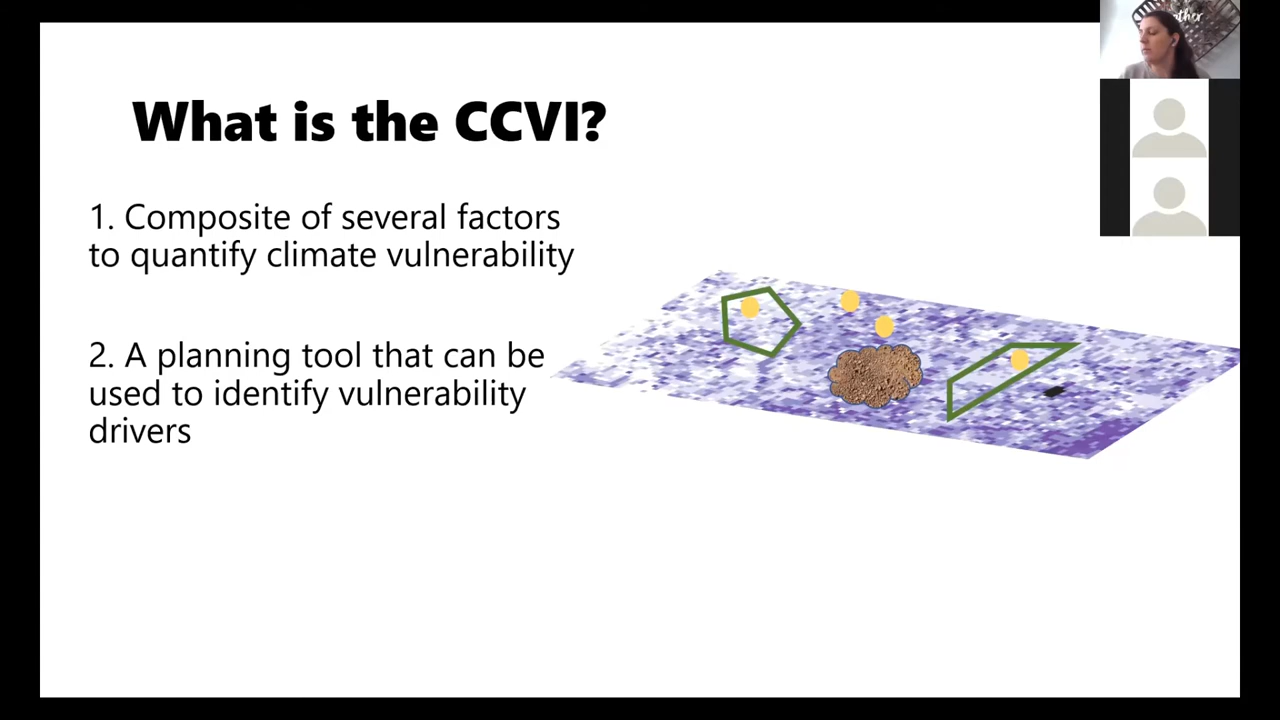 What is the CCVI?
1. Composite of several factors
to quantify climate vulnerability
2. A planning tool that can be
used to identify vulnerability
drivers